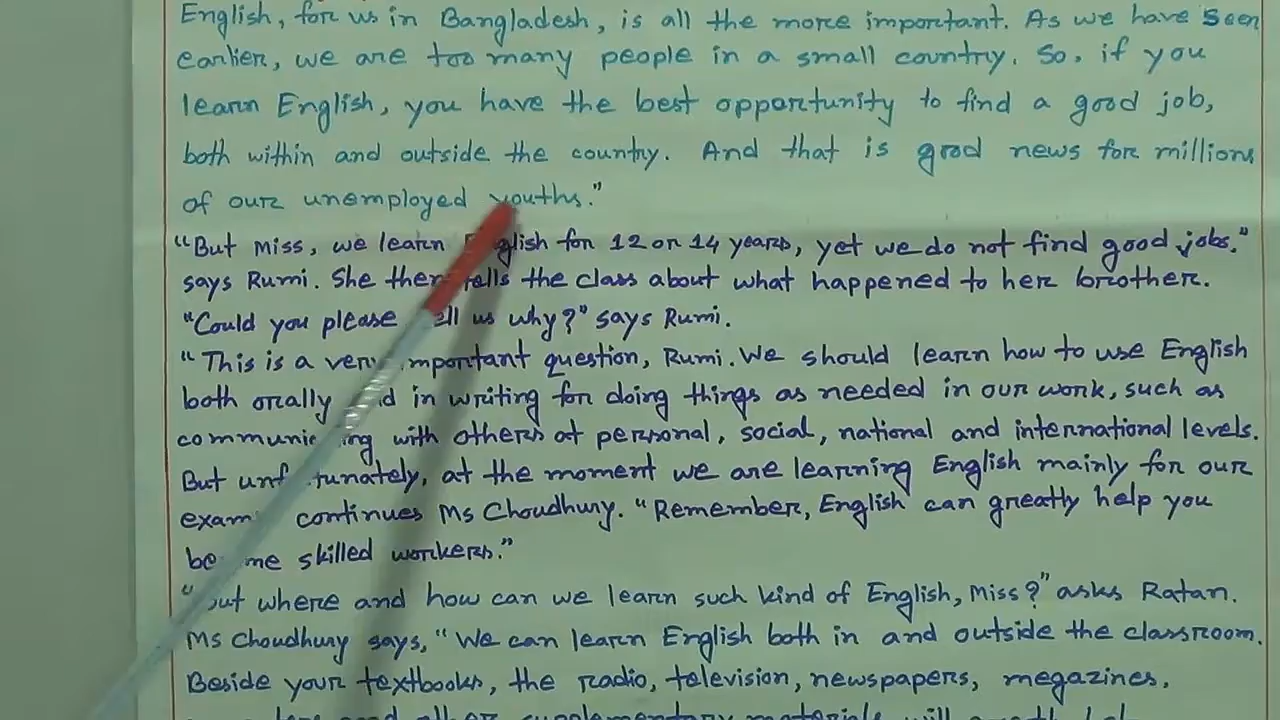 English, for us in Bangladesh, is all the more important. As we have seen
earlier, we are too many people in a small country. So, if you
learn English, you have the best opportunity to find a good job,
both within and outside the country. And that is good news for millions
of our unemployed youths."
"But Miss, we learn English for 12 or 14 years, yet we do not find good jobs."
says Rumi. She then tells the class about what happened to her brother.
"Could you please tell us why?" says Rumi.
"This is a very important question, Rumi. We should learn how to use English
both orally and in writing for doing things as needed in our work, such as
communicating with others at personal, social, national and international levels.
But unfortunately, at the moment we are learning English mainly for our
exam continues Ms Choudhury. "Remember, English can greatly help you
become skilled workers."
"But where and how can we learn such kind of English, Miss?" asks Ratan.
Ms Choudhury says, "We can learn English both in and outside the classroom.
Beside your textbooks, the radio, television, newspapers, megazines,
and other supplementary materials will